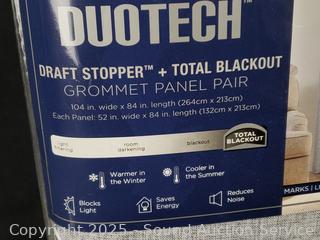 DUOTECH™
DRAFT STOPPER™ + TOTAL BLACKOUT
GROMMET PANEL PAIR
104 in. wide x 84 in. length (264cm x 213cm)
Each Panel: 52 in. wide x 84 in. length (132cm x 213cm)
light filtering
room darkening
blackout
TOTAL BLACKOUT
Warmer in the Winter
Cooler in the Summer
Blocks Light
Saves Energy
Reduces Noise
MARKS | L
Copyright 2025 - Sound Auction Service